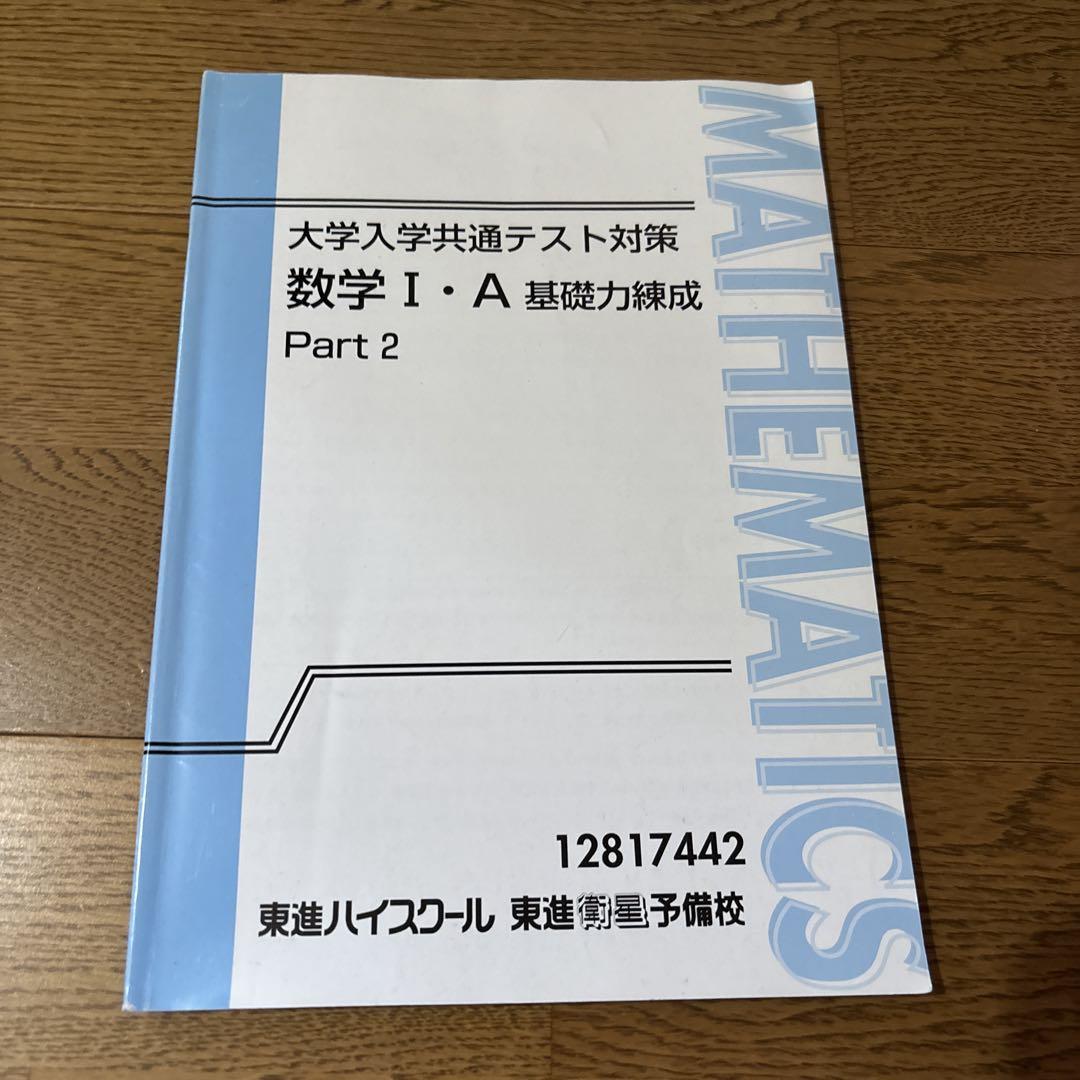 大学入学共通テスト対策
数学Ⅰ・A 基礎力練成
Part 2
MATHEMATICS
12817442
東進ハイスクール 東進衛星予備校